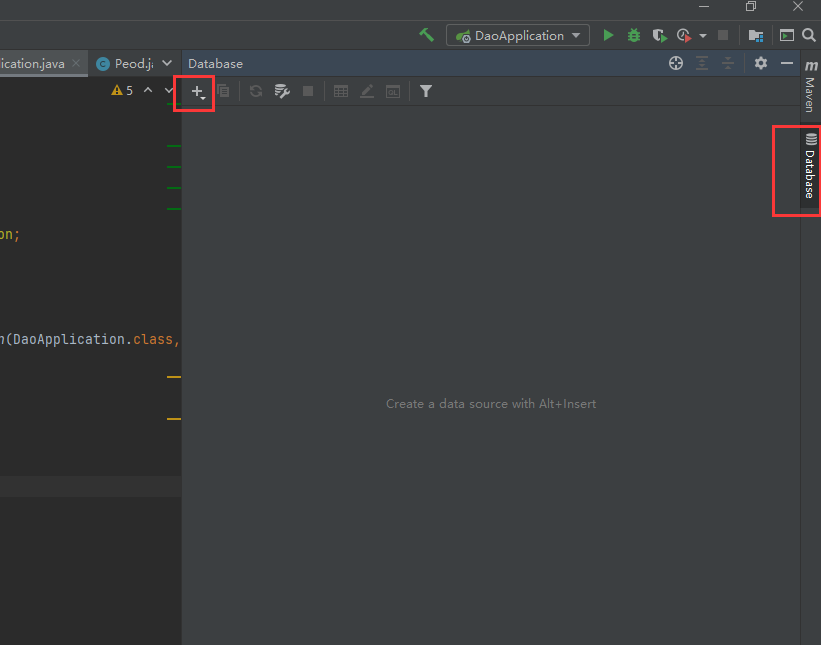 DaoApplication
ication.java
Peod.j
Database
5
m
Maven
Database
on;
n(DaoApplication.class,
Create a data source with Alt+Insert